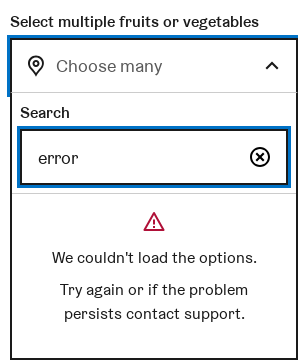 Select multiple fruits or vegetables
Choose many
Search
error
We couldn't load the options.
Try again or if the problem
persists contact support.